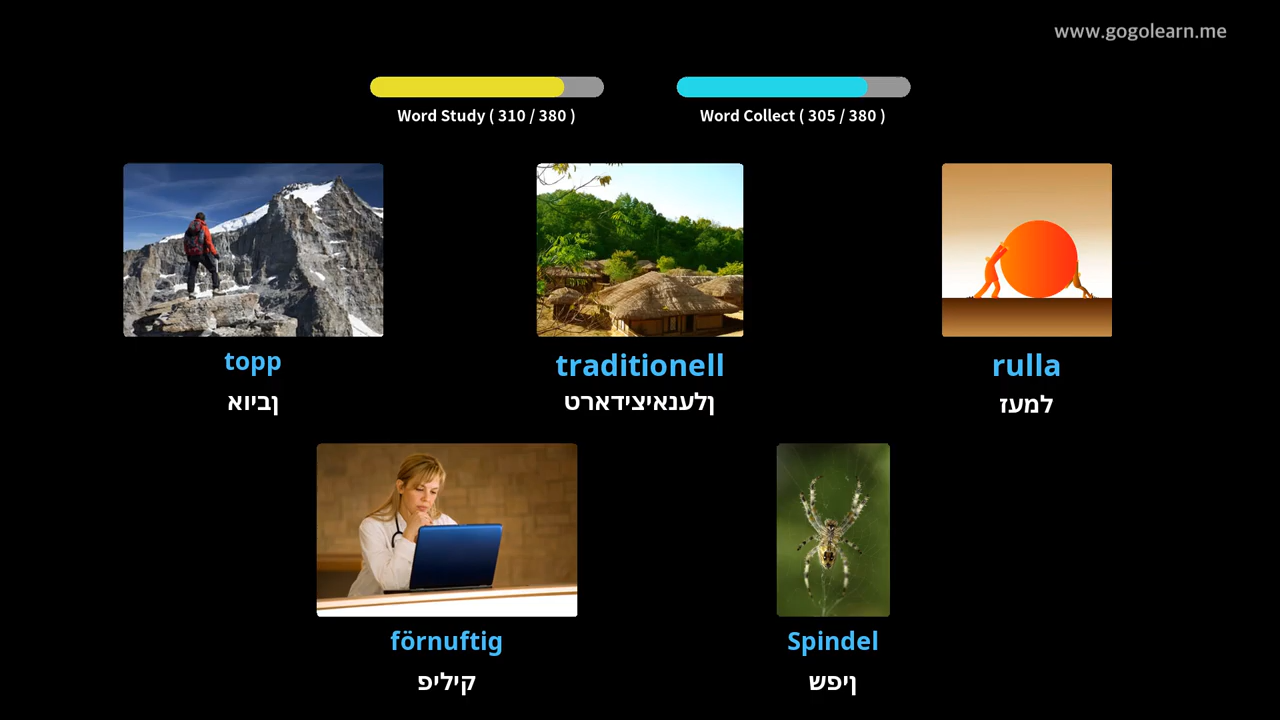 www.gogolearn.me
Word Study ( 310 / 380 )
Word Collect ( 305 / 380 )
topp
ןביוא
traditionell
ןלענאיצידארט
rulla
למעז
förnuftig
קיליפ
Spindel
ןיפש